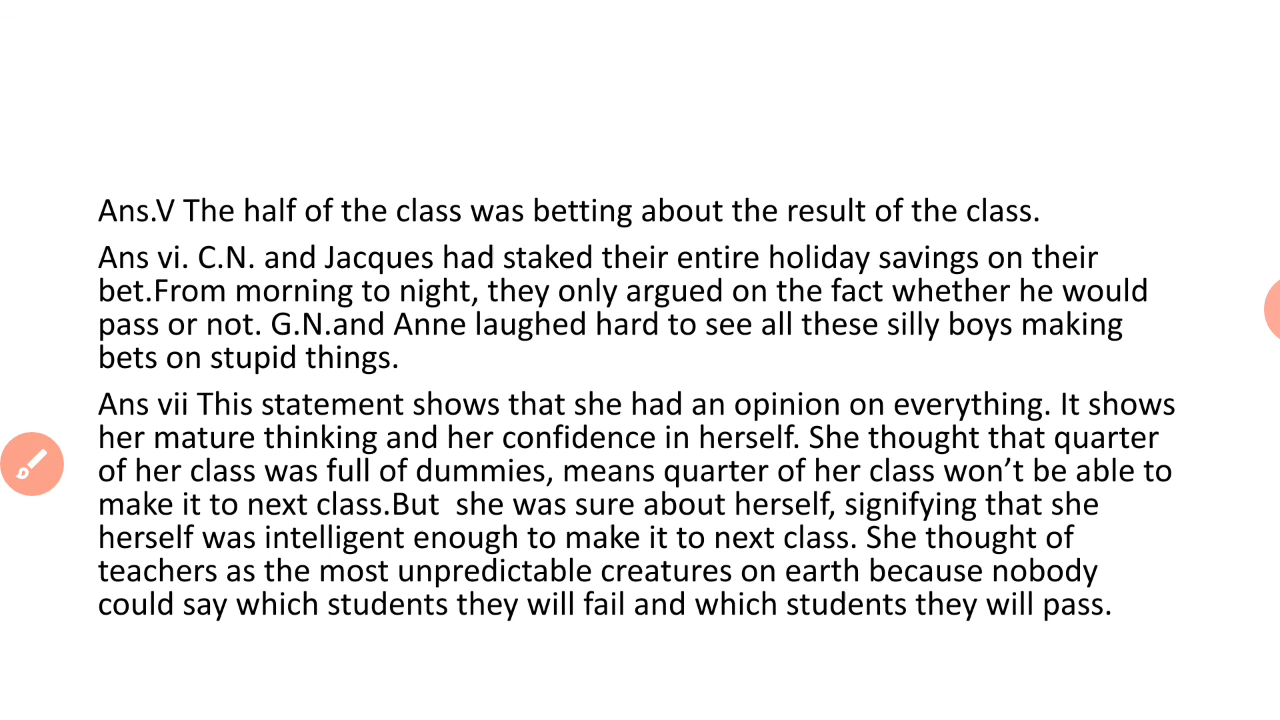 Ans.V The half of the class was betting about the result of the class.
Ans vi. C.N. and Jacques had staked their entire holiday savings on their
bet.From morning to night, they only argued on the fact whether he would
pass or not. G.N.and Anne laughed hard to see all these silly boys making
bets on stupid things.
Ans vii This statement shows that she had an opinion on everything. It shows
her mature thinking and her confidence in herself. She thought that quarter
of her class was full of dummies, means quarter of her class won’t be able to
make it to next class.But  she was sure about herself, signifying that she
herself was intelligent enough to make it to next class. She thought of
teachers as the most unpredictable creatures on earth because nobody
could say which students they will fail and which students they will pass.